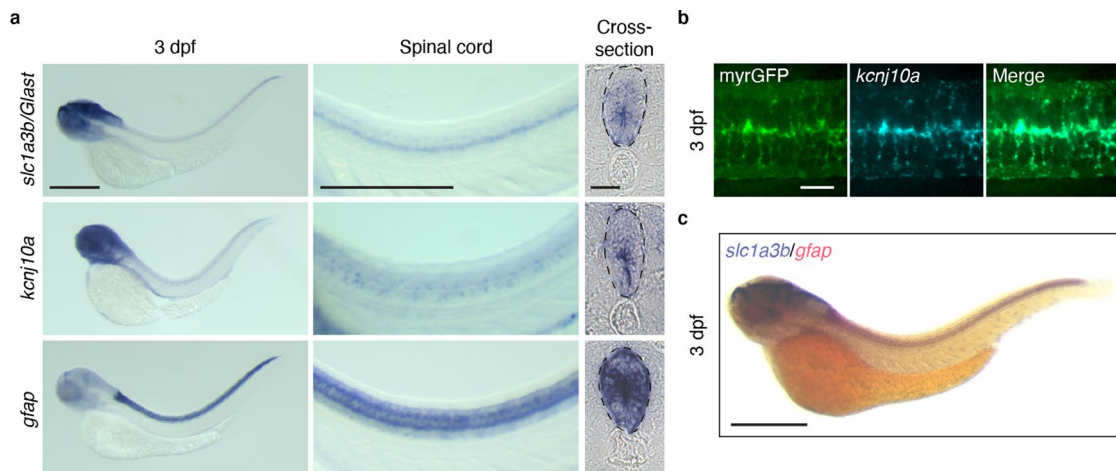 a
3 dpf
Spinal cord
Cross-
section
slc1a3b/Glast
kcnj10a
gfap
b
myrGFP
kcnj10a
Merge
3 dpf
c
slc1a3b/gfap
3 dpf